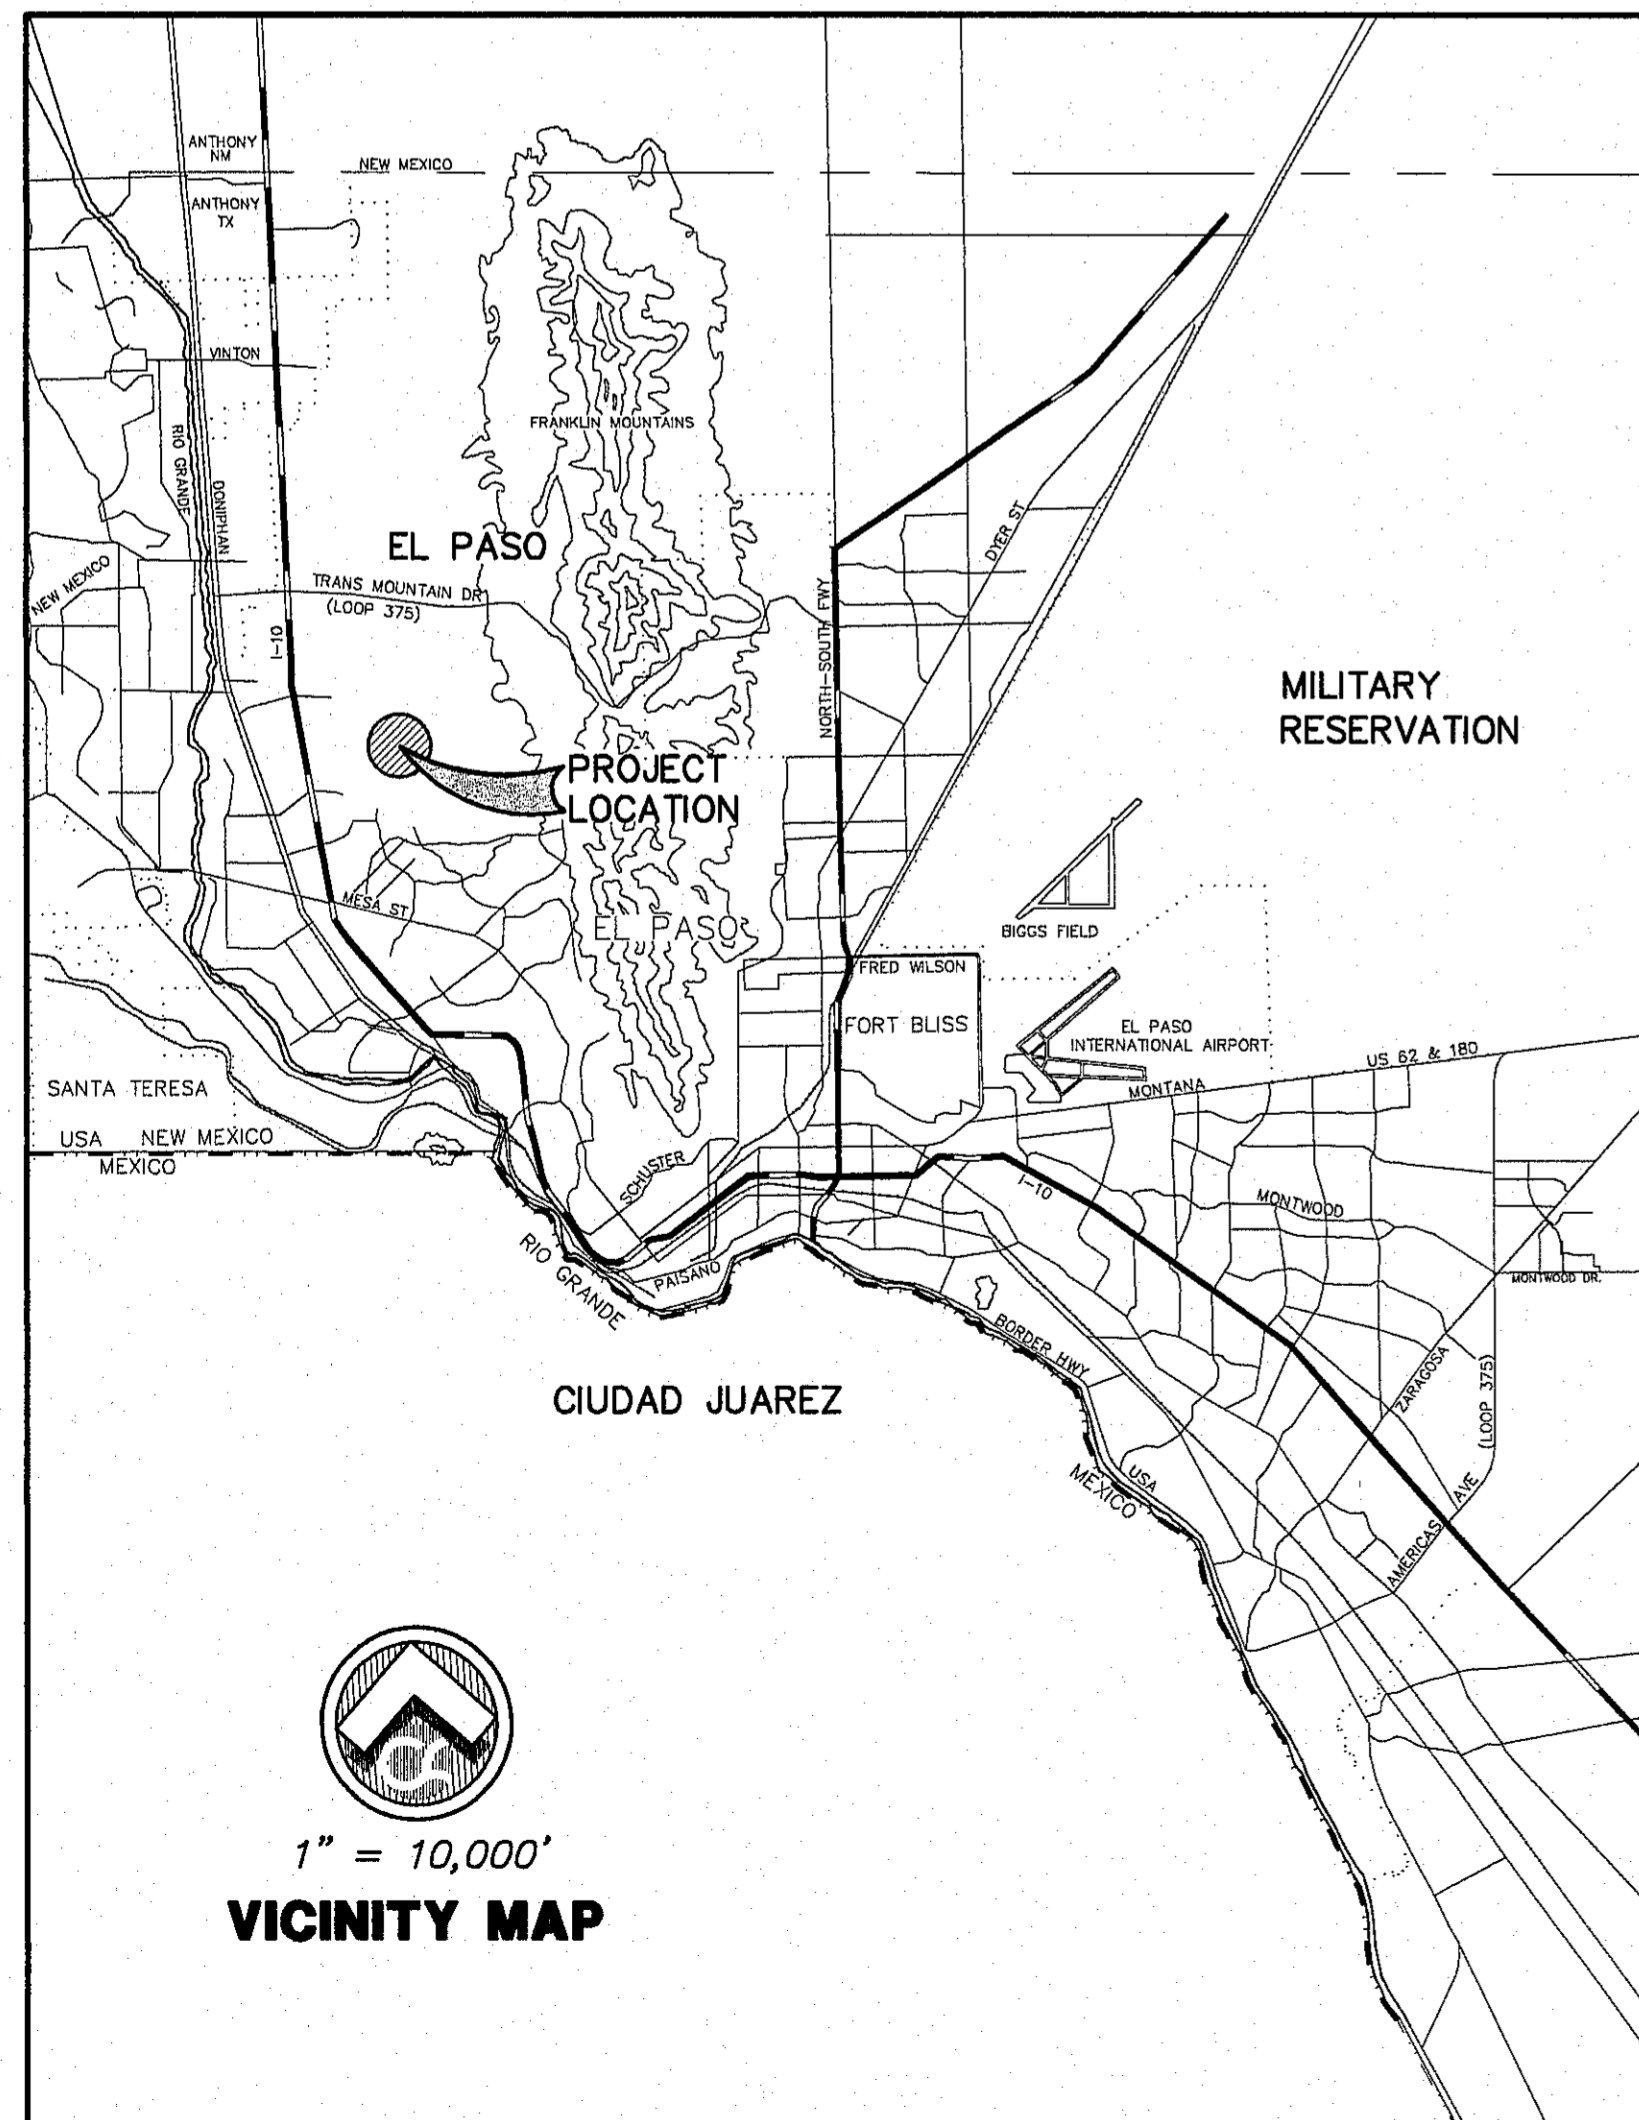 ANTHONY
NM
NEW MEXICO
ANTHONY
TX
VINTON
FRANKLIN MOUNTAINS
RIO GRANDE
DONIPHAN
EL PASO
DYER ST
NEW MEXICO
TRANS MOUNTAIN DR
(LOOP 375)
I-10
NORTH-SOUTH FWY
MILITARY
RESERVATION
PROJECT
LOCATION
MESA ST
EL PASO
BIGGS FIELD
FRED WILSON
FORT BLISS
EL PASO
INTERNATIONAL AIRPORT
US 62 & 180
MONTANA
SANTA TERESA
USA NEW MEXICO
MEXICO
SCHUSTER
I-10
MONTWOOD
RIO GRANDE
PAISANO
MONTWOOD DR.
BORDER HWY
ZARAGOSA
(LOOP 375)
CIUDAD JUAREZ
USA
MEXICO
AMERICAS AVE
1" = 10,000'
VICINITY MAP